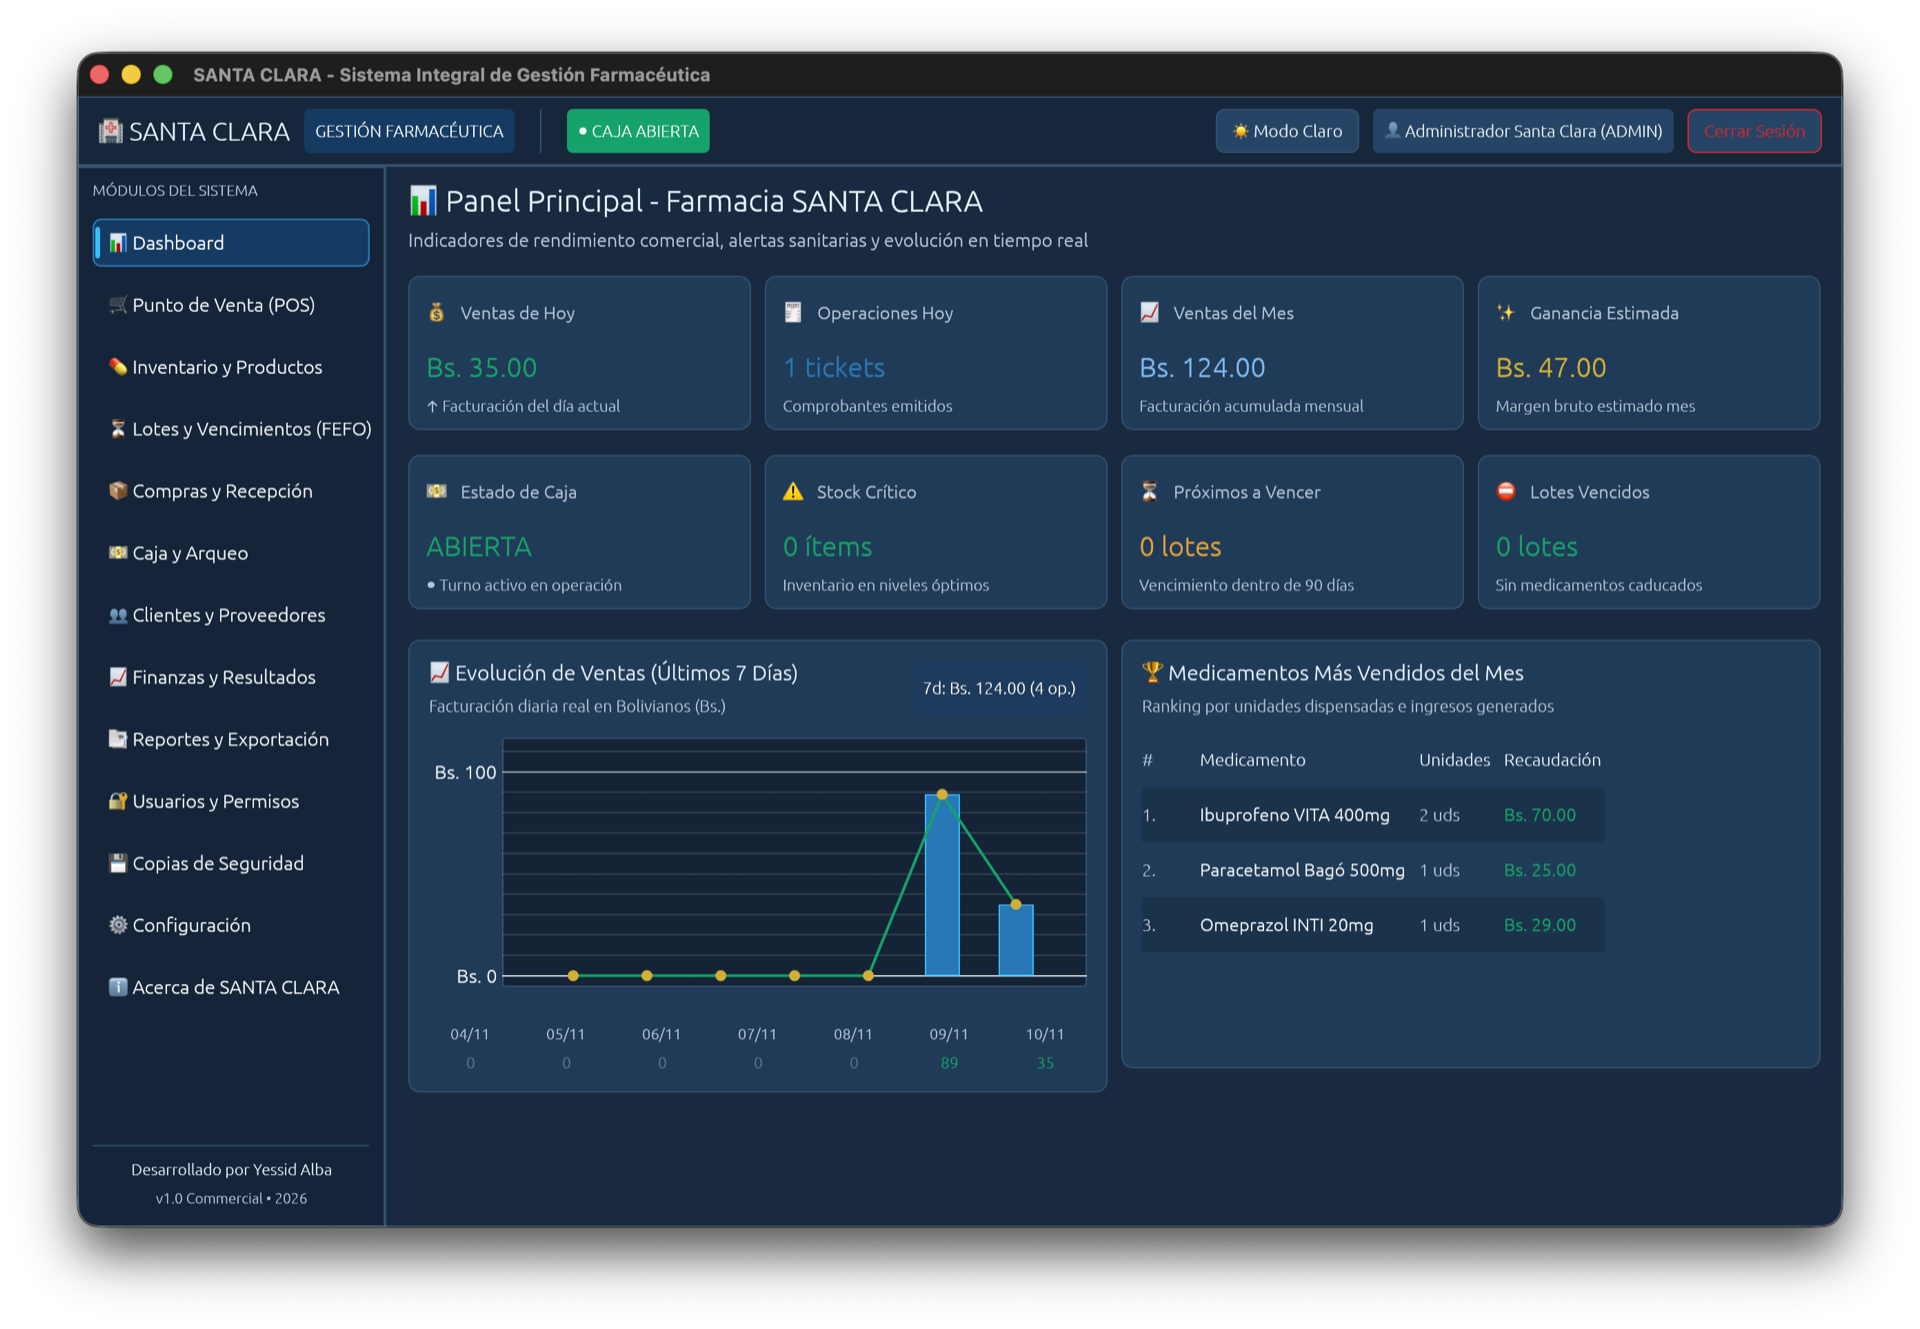 SANTA CLARA - Sistema Integral de Gestión Farmacéutica
SANTA CLARA
GESTIÓN FARMACÉUTICA
● CAJA ABIERTA
Modo Claro
Administrador Santa Clara (ADMIN)
Cerrar Sesión
MÓDULOS DEL SISTEMA
Dashboard
Punto de Venta (POS)
Inventario y Productos
Lotes y Vencimientos (FEFO)
Compras y Recepción
Caja y Arqueo
Clientes y Proveedores
Finanzas y Resultados
Reportes y Exportación
Usuarios y Permisos
Copias de Seguridad
Configuración
Acerca de SANTA CLARA
Desarrollado por Yessid Alba
v1.0 Commercial • 2026
Panel Principal - Farmacia SANTA CLARA
Indicadores de rendimiento comercial, alertas sanitarias y evolución en tiempo real
Ventas de Hoy
Bs. 35.00
↑ Facturación del día actual
Operaciones Hoy
1 tickets
Comprobantes emitidos
Ventas del Mes
Bs. 124.00
Facturación acumulada mensual
Ganancia Estimada
Bs. 47.00
Margen bruto estimado mes
Estado de Caja
ABIERTA
● Turno activo en operación
Stock Crítico
0 ítems
Inventario en niveles óptimos
Próximos a Vencer
0 lotes
Vencimiento dentro de 90 días
Lotes Vencidos
0 lotes
Sin medicamentos caducados
Evolución de Ventas (Últimos 7 Días)
Facturación diaria real en Bolivianos (Bs.)
7d: Bs. 124.00 (4 op.)
Bs. 100
Bs. 0
04/11 05/11 06/11 07/11 08/11 09/11 10/11
0 0 0 0 0 89 35
Medicamentos Más Vendidos del Mes
Ranking por unidades dispensadas e ingresos generados
# Medicamento Unidades Recaudación
1. Ibuprofeno VITA 400mg 2 uds Bs. 70.00
2. Paracetamol Bagó 500mg 1 uds Bs. 25.00
3. Omeprazol INTI 20mg 1 uds Bs. 29.00